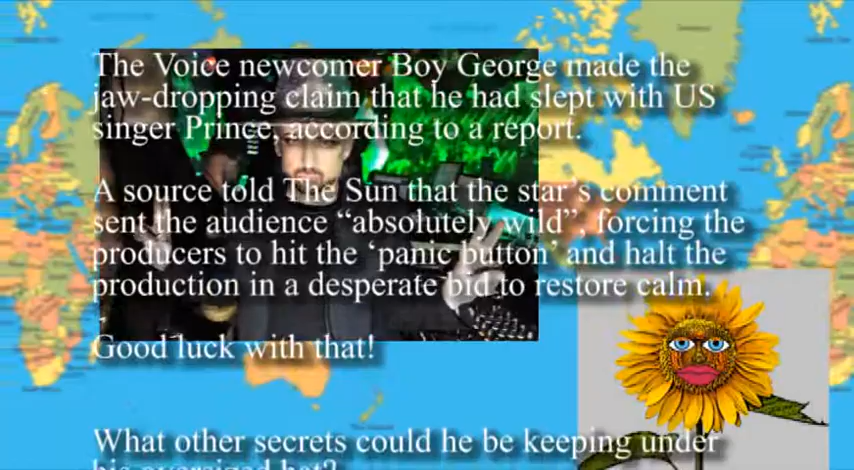 The Voice newcomer Boy George made the
jaw-dropping claim that he had slept with US
singer Prince, according to a report.
A source told The Sun that the star's comment
sent the audience “absolutely wild”, forcing the
producers to hit the ‘panic button’ and halt the
production in a desperate bid to restore calm.
Good luck with that!
What other secrets could he be keeping under
his oversized hat?